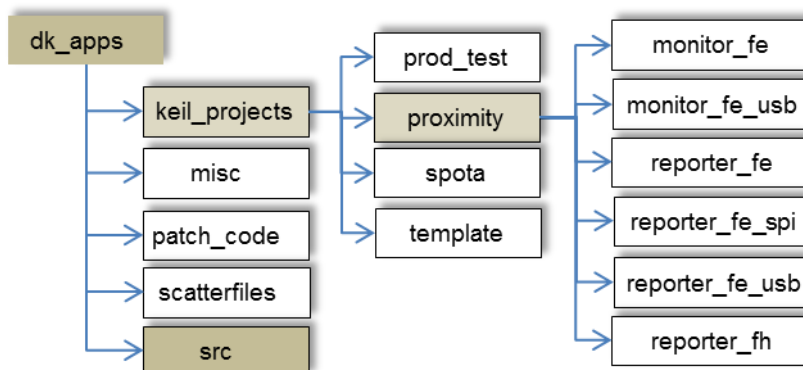 dk_apps
keil_projects
misc
patch_code
scatterfiles
src
prod_test
proximity
spota
template
monitor_fe
monitor_fe_usb
reporter_fe
reporter_fe_spi
reporter_fe_usb
reporter_fh